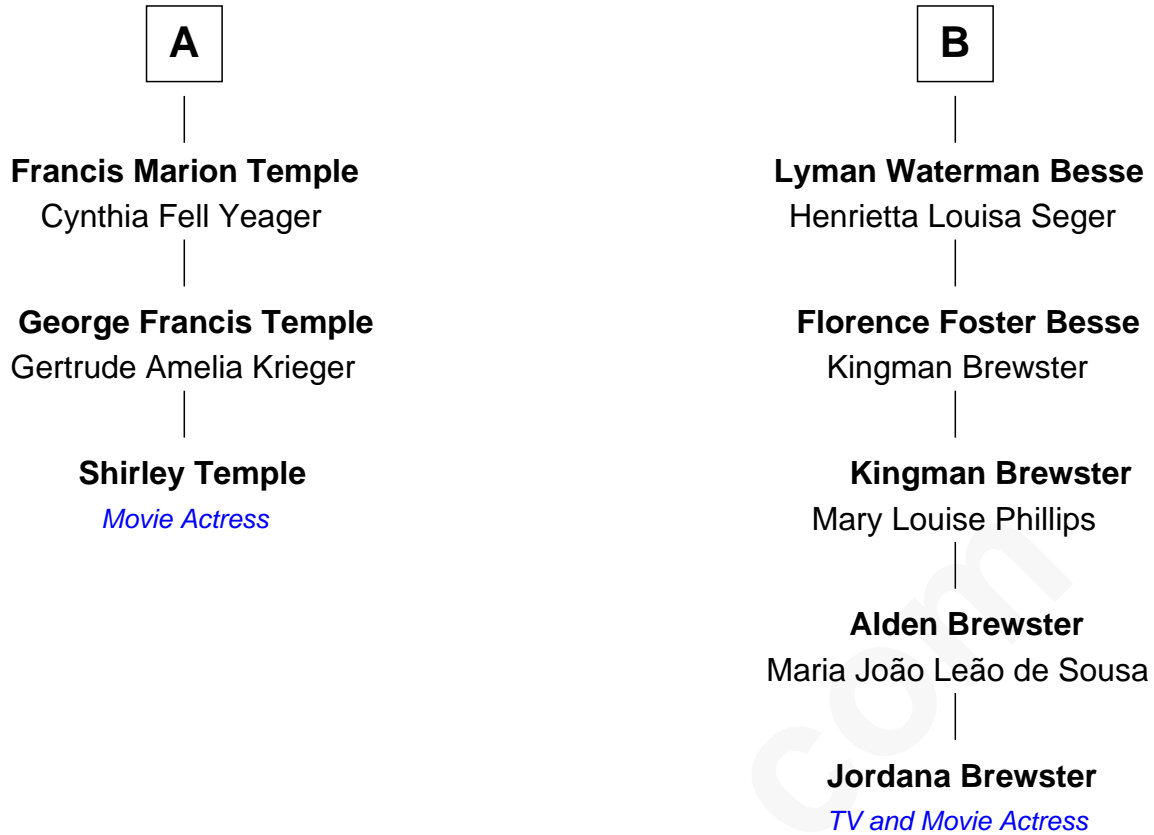 A
Francis Marion Temple
Cynthia Fell Yeager
George Francis Temple
Gertrude Amelia Krieger
Shirley Temple
Movie Actress
B
Lyman Waterman Besse
Henrietta Louisa Seger
Florence Foster Besse
Kingman Brewster
Kingman Brewster
Mary Louise Phillips
Alden Brewster
Maria João Leão de Sousa
Jordana Brewster
TV and Movie Actress
com